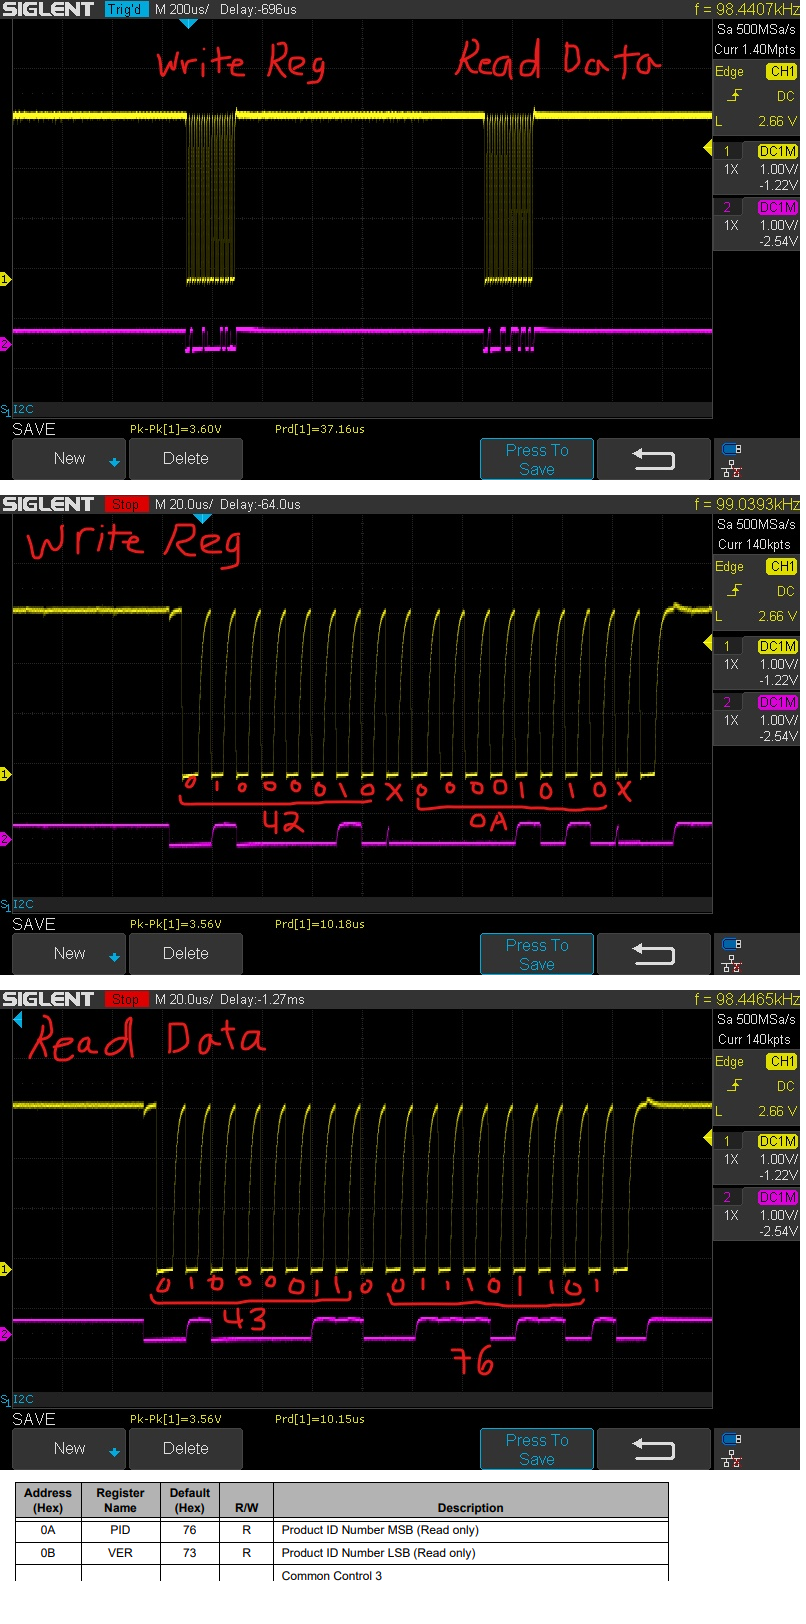 SIGLENT Trig'd M 200us/ Delay:-696us f = 98.4407kHz
Sa 500MSa/s
Curr 1.40Mpts
Write Reg Read Data
Edge CH1
DC
L 2.66 V
1 DC1M
1X 1.00V/
-1.22V
2 DC1M
1X 1.00V/
-2.54V
1
2
S1 I2C
SAVE Pk-Pk[1]=3.60V Prd[1]=37.16us
New Delete Press To Save
SIGLENT Stop M 20.0us/ Delay:-64.0us f = 99.0393kHz
Sa 500MSa/s
Curr 140kpts
Write Reg
Edge CH1
DC
L 2.66 V
1 DC1M
1X 1.00V/
-1.22V
2 DC1M
1X 1.00V/
-2.54V
1
0 1 0 0 0 0 1 0 X 0 0 0 0 1 0 1 0 X
42 0A
2
S1 I2C
SAVE Pk-Pk[1]=3.56V Prd[1]=10.18us
New Delete Press To Save
SIGLENT Stop M 20.0us/ Delay:-1.27ms f = 98.4465kHz
Sa 500MSa/s
Curr 140kpts
Read Data
Edge CH1
DC
L 2.66 V
1 DC1M
1X 1.00V/
-1.22V
2 DC1M
1X 1.00V/
-2.54V
1
0 1 0 0 0 0 1 1 0 0 1 1 1 0 1 1 0 1
43
2
76
S1 I2C
SAVE Pk-Pk[1]=3.56V Prd[1]=10.15us
New Delete Press To Save
Address (Hex) Register Name Default (Hex) R/W Description
0A PID 76 R Product ID Number MSB (Read only)
0B VER 73 R Product ID Number LSB (Read only)
Common Control 3